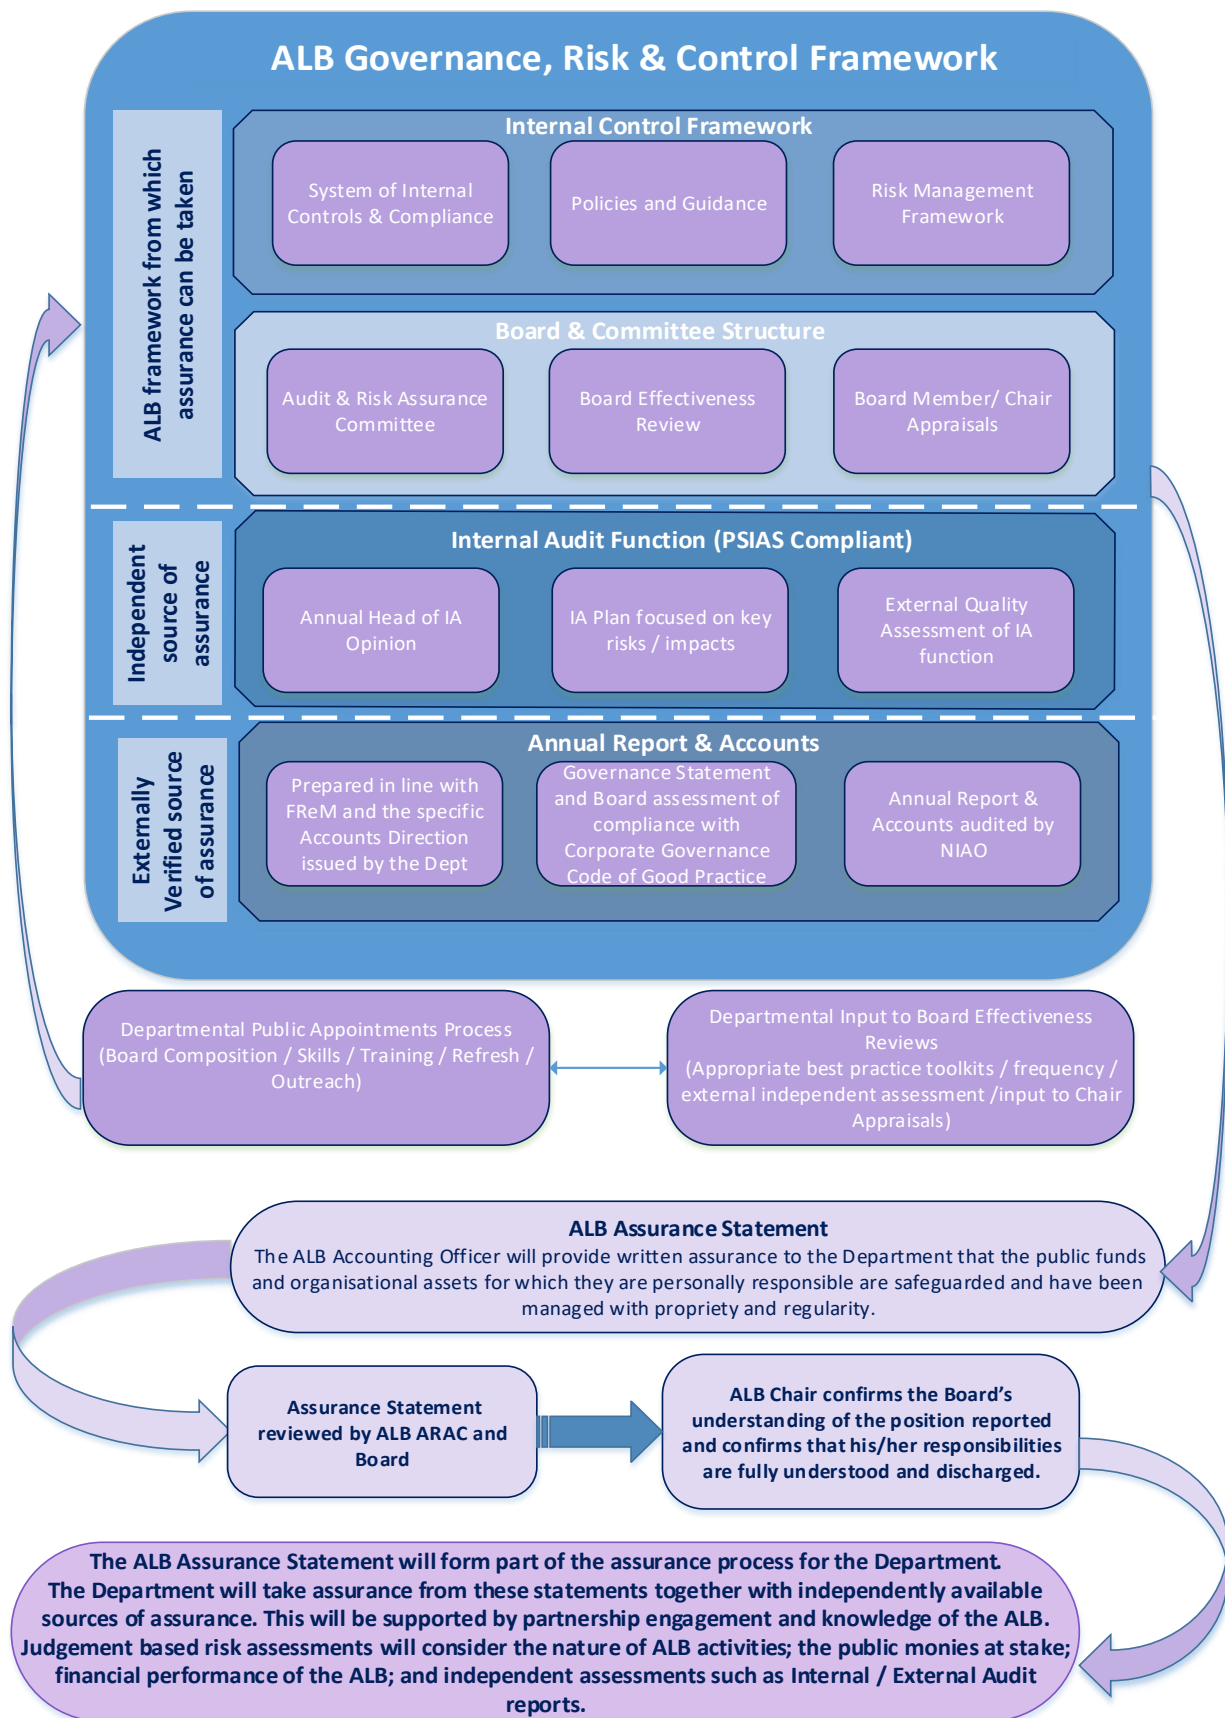 ALB Governance, Risk & Control Framework
ALB framework from which
assurance can be taken
Internal Control Framework
System of Internal
Controls & Compliance
Policies and Guidance
Risk Management
Framework
Board & Committee Structure
Audit & Risk Assurance
Committee
Board Effectiveness
Review
Board Member/ Chair
Appraisals
Independent
source of
assurance
Internal Audit Function (PSIAS Compliant)
Annual Head of IA
Opinion
IA Plan focused on key
risks / impacts
External Quality
Assessment of IA
function
Externally
Verified source
of assurance
Annual Report & Accounts
Prepared in line with
FReM and the specific
Accounts Direction
issued by the Dept
Governance Statement
and Board assessment of
compliance with
Corporate Governance
Code of Good Practice
Annual Report &
Accounts audited by
NIAO
Departmental Public Appointments Process
(Board Composition / Skills / Training / Refresh /
Outreach)
Departmental Input to Board Effectiveness
Reviews
(Appropriate best practice toolkits / frequency /
external independent assessment /input to Chair
Appraisals)
ALB Assurance Statement
The ALB Accounting Officer will provide written assurance to the Department that the public funds
and organisational assets for which they are personally responsible are safeguarded and have been
managed with propriety and regularity.
Assurance Statement
reviewed by ALB ARAC and
Board
ALB Chair confirms the Board’s
understanding of the position reported
and confirms that his/her responsibilities
are fully understood and discharged.
The ALB Assurance Statement will form part of the assurance process for the Department.
The Department will take assurance from these statements together with independently available
sources of assurance. This will be supported by partnership engagement and knowledge of the ALB.
Judgement based risk assessments will consider the nature of ALB activities; the public monies at stake;
financial performance of the ALB; and independent assessments such as Internal / External Audit
reports.